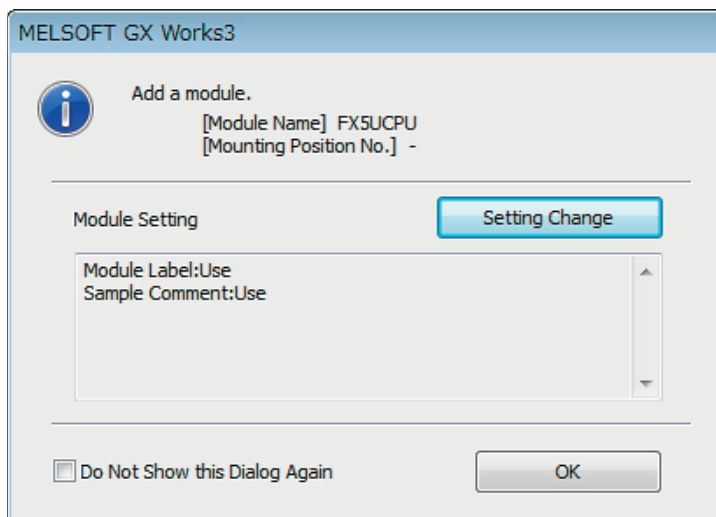 MELSOFT GX Works3
Add a module.
[Module Name] FX5UCPU
[Mounting Position No.] -
Module Setting
Setting Change
Module Label:Use
Sample Comment:Use
Do Not Show this Dialog Again
OK